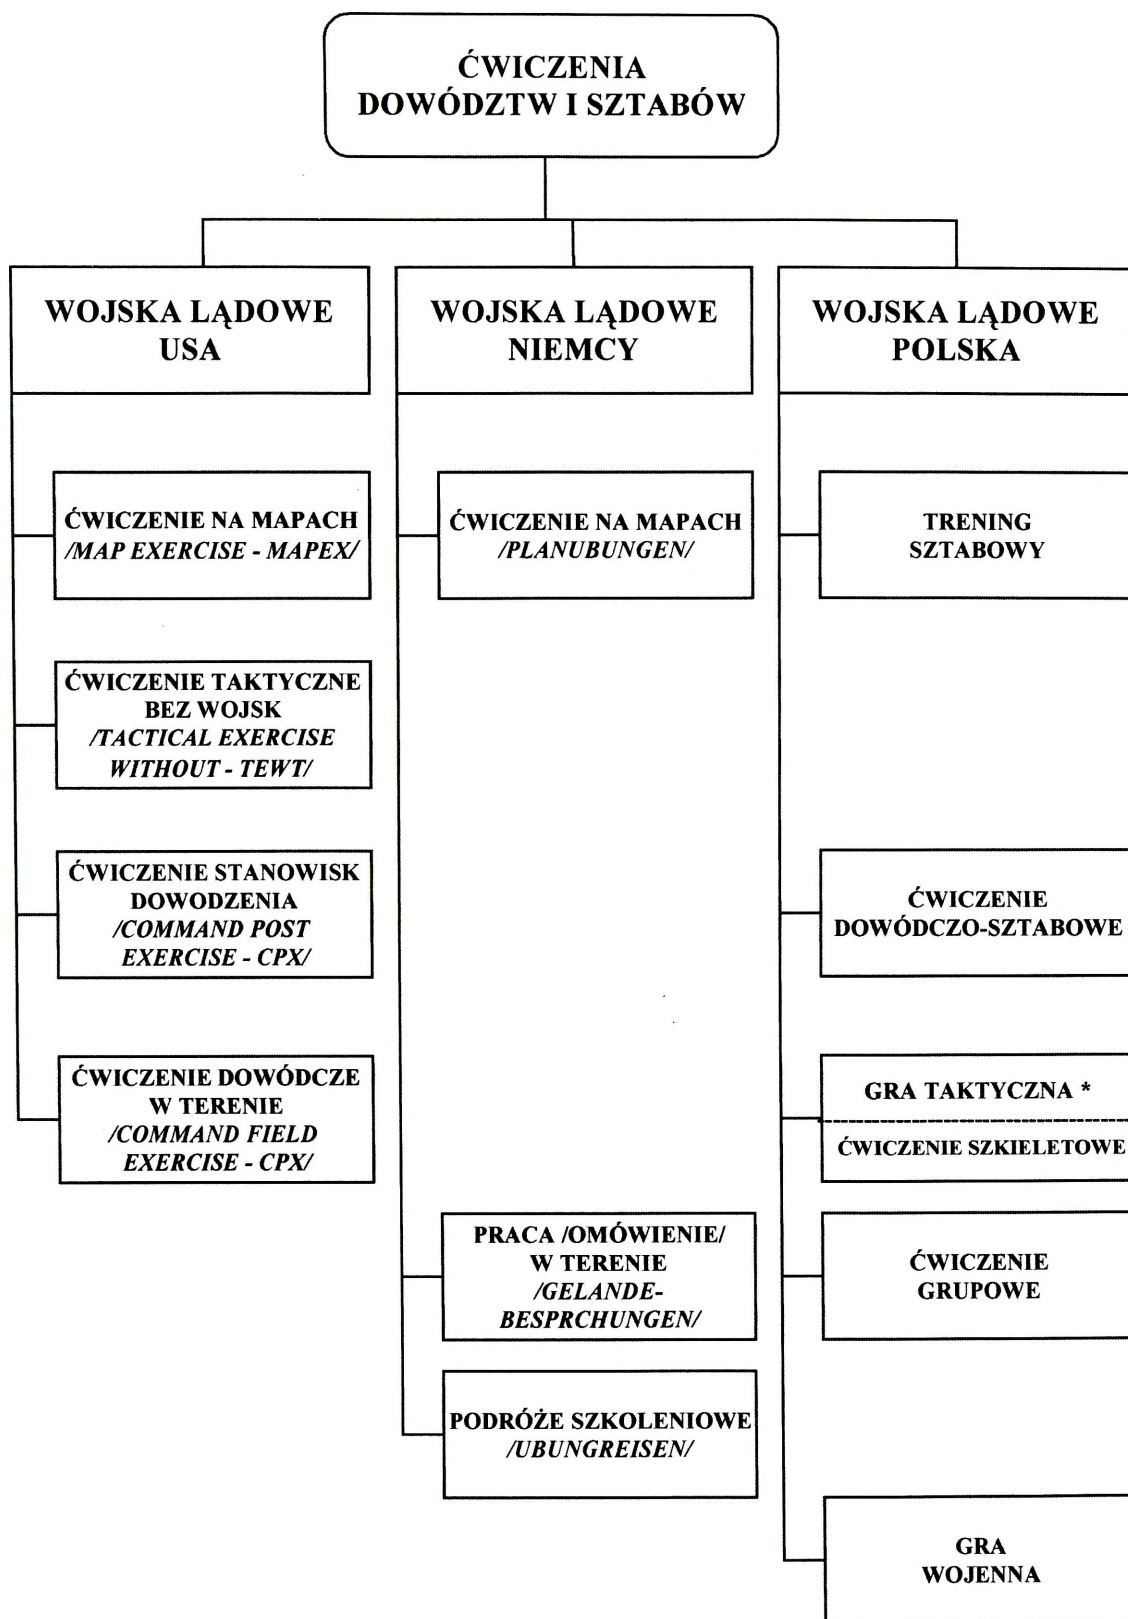 ĆWICZENIA
DOWÓDZTW I SZTABÓW
WOJSKA LĄDOWE
USA
WOJSKA LĄDOWE
NIEMCY
WOJSKA LĄDOWE
POLSKA
ĆWICZENIE NA MAPACH
/MAP EXERCISE - MAPEX/
ĆWICZENIE NA MAPACH
/PLANUBUNGEN/
TRENING
SZTABOWY
ĆWICZENIE TAKTYCZNE
BEZ WOJSK
/TACTICAL EXERCISE
WITHOUT - TEWT/
ĆWICZENIE STANOWISK
DOWODZENIA
/COMMAND POST
EXERCISE - CPX/
ĆWICZENIE
DOWÓDCZO-SZTABOWE
ĆWICZENIE DOWÓDCZE
W TERENIE
/COMMAND FIELD
EXERCISE - CPX/
GRA TAKTYCZNA *
ĆWICZENIE SZKIELETOWE
PRACA /OMÓWIENIE/
W TERENIE
/GELANDE-
BESPRCHUNGEN/
ĆWICZENIE
GRUPOWE
PODRÓŻE SZKOLENIOWE
/UBUNGREISEN/
GRA
WOJENNA